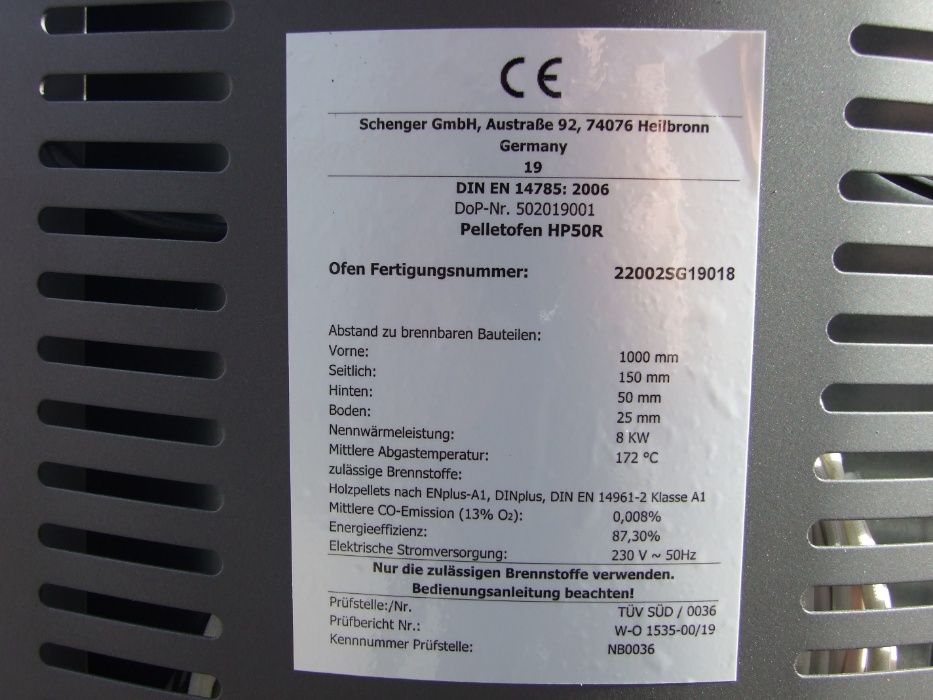 CE
Schenger GmbH, Austraße 92, 74076 Heilbronn
Germany
19
DIN EN 14785: 2006
DoP-Nr. 502019001
Pelletofen HP50R
Ofen Fertigungsnummer: 22002SG19018
Abstand zu brennbaren Bauteilen:
Vorne: 1000 mm
Seitlich: 150 mm
Hinten: 50 mm
Boden: 25 mm
Nennwärmeleistung: 8 KW
Mittlere Abgastemperatur: 172 °C
zulässige Brennstoffe:
Holzpellets nach ENplus-A1, DINplus, DIN EN 14961-2 Klasse A1
Mittlere CO-Emission (13% O₂): 0,008%
Energieeffizienz: 87,30%
Elektrische Stromversorgung: 230 V ~ 50Hz
Nur die zulässigen Brennstoffe verwenden.
Bedienungsanleitung beachten!
Prüfstelle:/Nr. TÜV SÜD / 0036
Prüfbericht Nr.: W-O 1535-00/19
Kennnummer Prüfstelle: NB0036